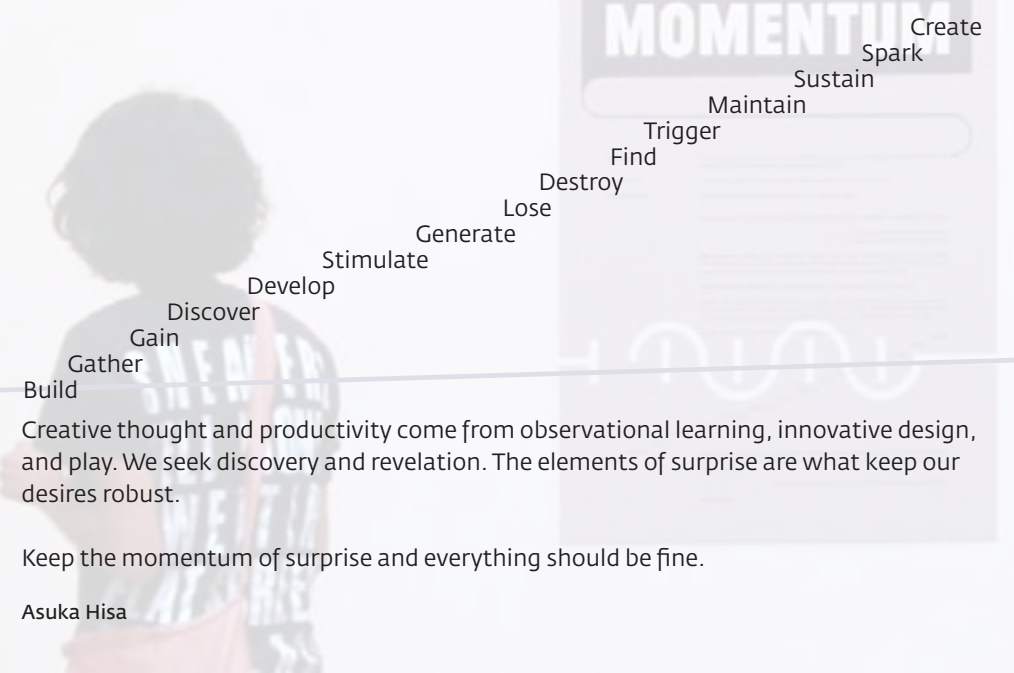 MOMENTUM
Create
Spark
Sustain
Maintain
Trigger
Find
Destroy
Lose
Generate
Stimulate
Develop
Discover
Gain
Gather
Build
Creative thought and productivity come from observational learning, innovative design,
and play. We seek discovery and revelation. The elements of surprise are what keep our
desires robust.
Keep the momentum of surprise and everything should be fine.
Asuka Hisa